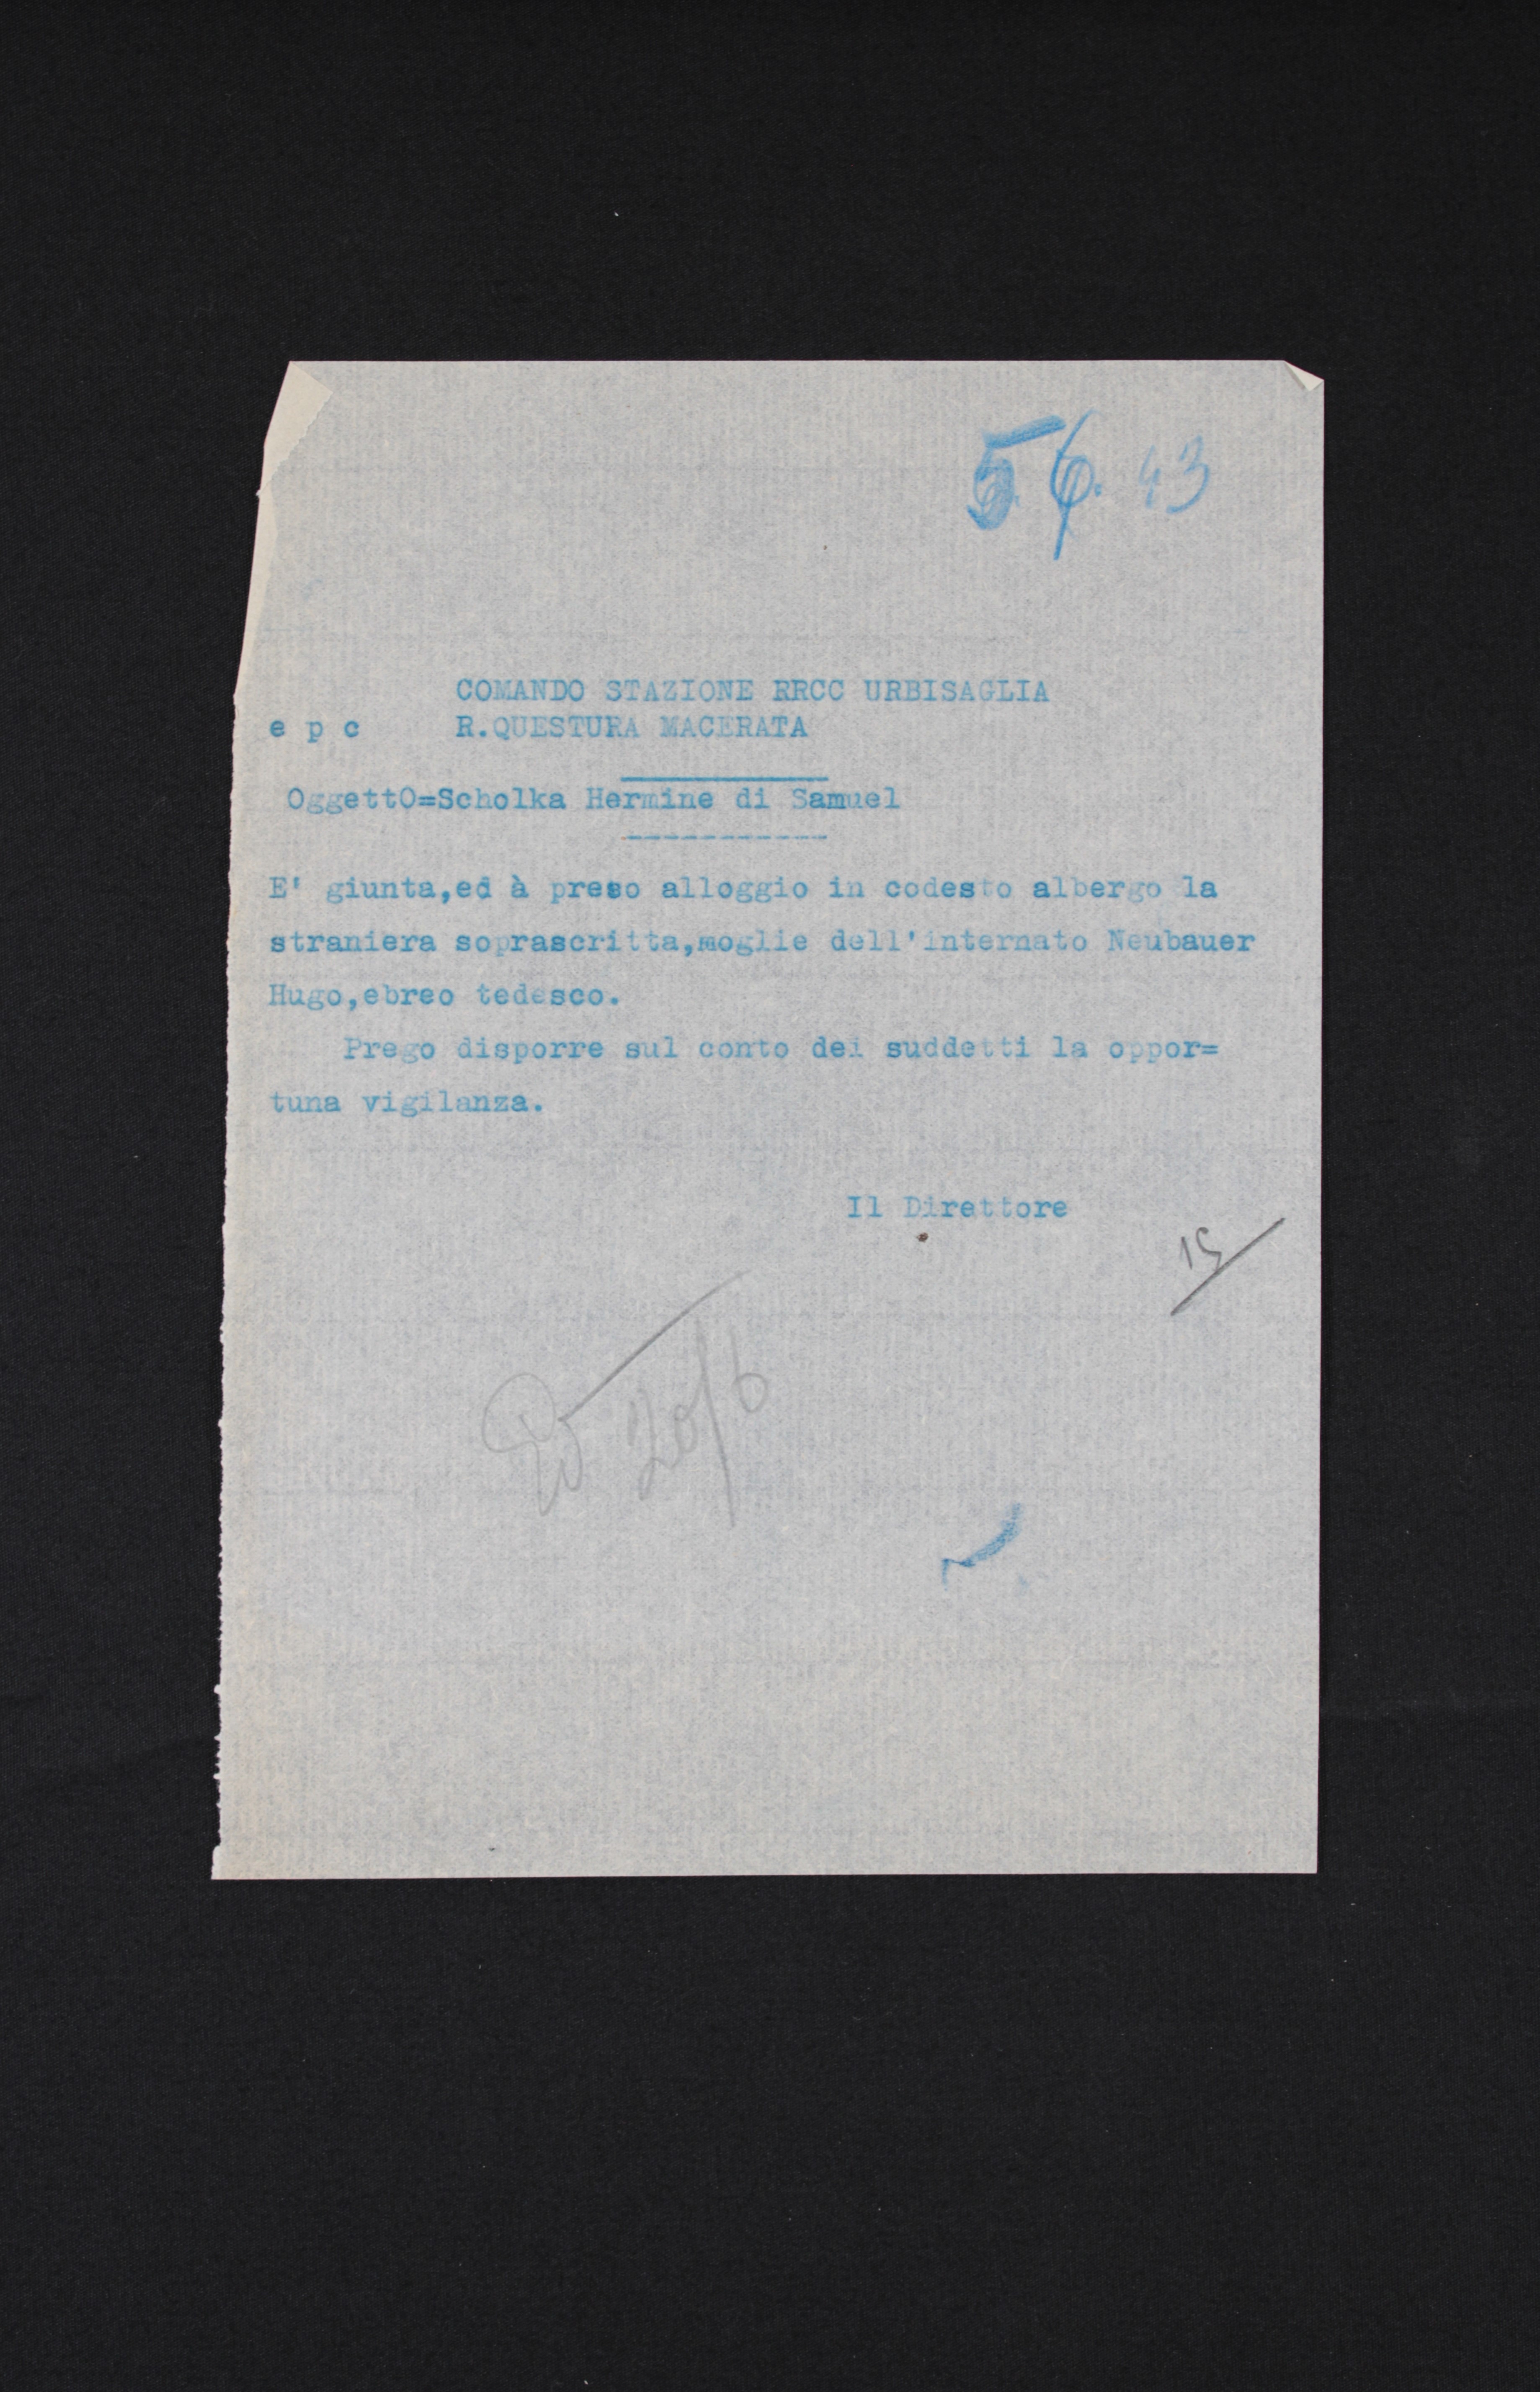 5. 6. 43
COMANDO STAZIONE RRCC URBISAGLIA
e p c R.QUESTURA MACERATA
OggettO=Scholka Hermine di Samuel
E' giunta,ed à preso alloggio in codesto albergo la
straniera soprascritta,moglie dell'internato Neubauer
Hugo,ebreo tedesco.
Prego disporre sul conto dei suddetti la oppor=
tuna vigilanza.
Il Direttore
15
20/6